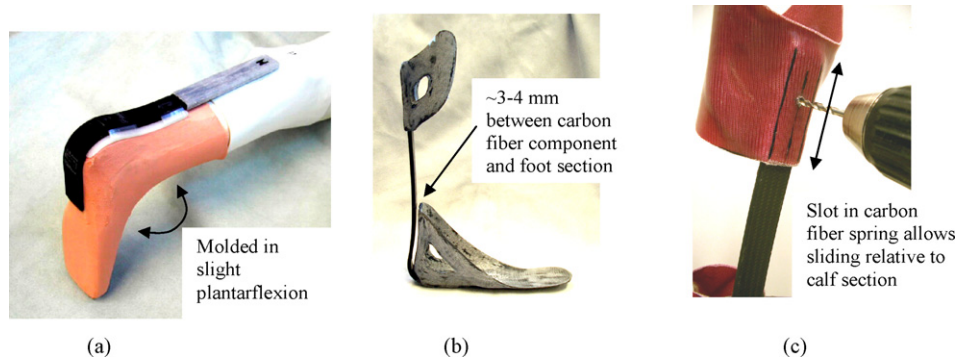 Molded in
slight
plantarflexion
(a)
~3-4 mm
between carbon
fiber component
and foot section
(b)
Slot in carbon
fiber spring allows
sliding relative to
calf section
(c)